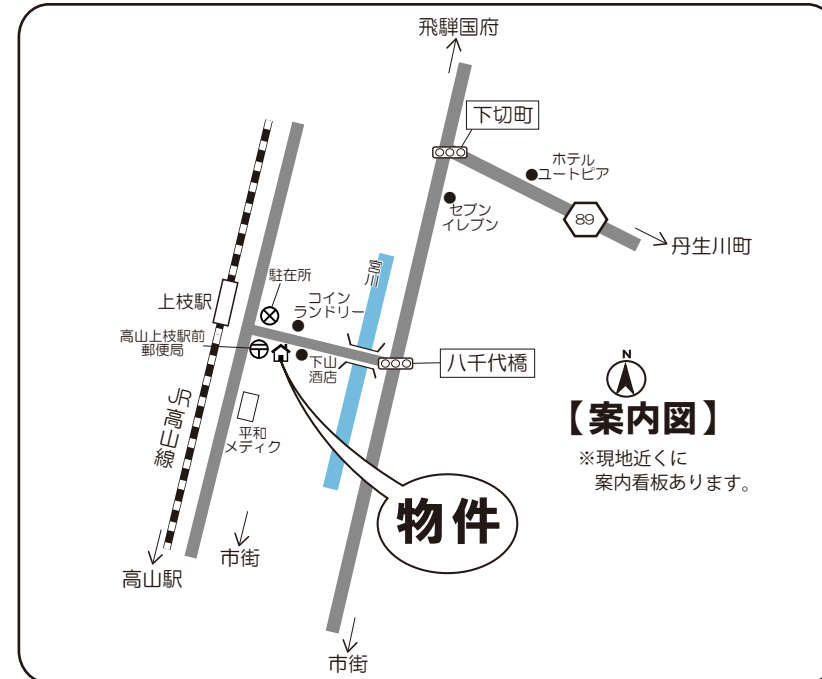 飛騨国府
下切町
ホテル
ユートピア
セブン
イレブン
89
丹生川町
宮川
駐在所
コイン
ランドリー
上枝駅
高山上枝駅前
郵便局
下山
酒店
八千代橋
JR高山線
平和
メディク
N
【案内図】
※現地近くに
案内看板あります。
物件
市街
高山駅
市街